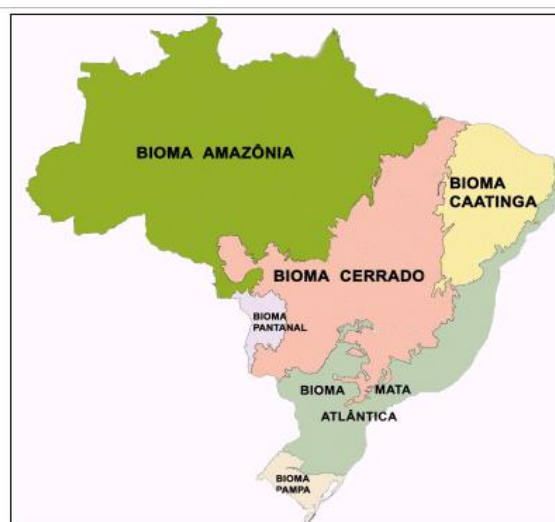 BIOMA AMAZÔNIA
BIOMA
CAATINGA
BIOMA CERRADO
BIOMA
PANTANAL
BIOMA MATA
ATLÂNTICA
BIOMA
PAMPA